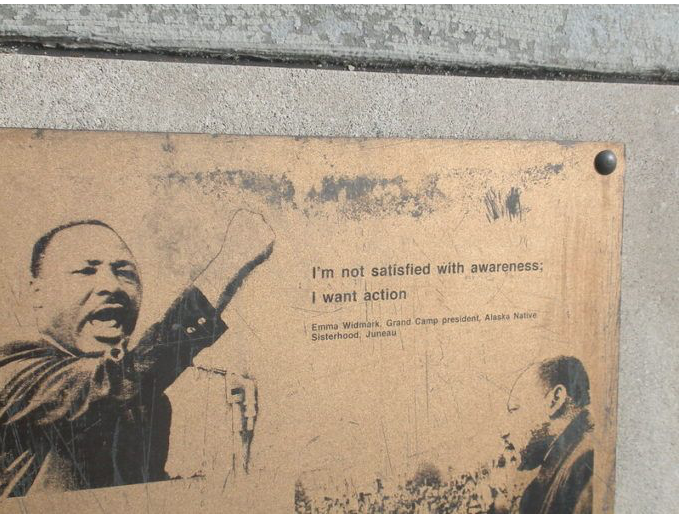 I'm not satisfied with awareness;
I want action
Emma Widmark, Grand Camp president, Alaska Native
Sisterhood, Juneau